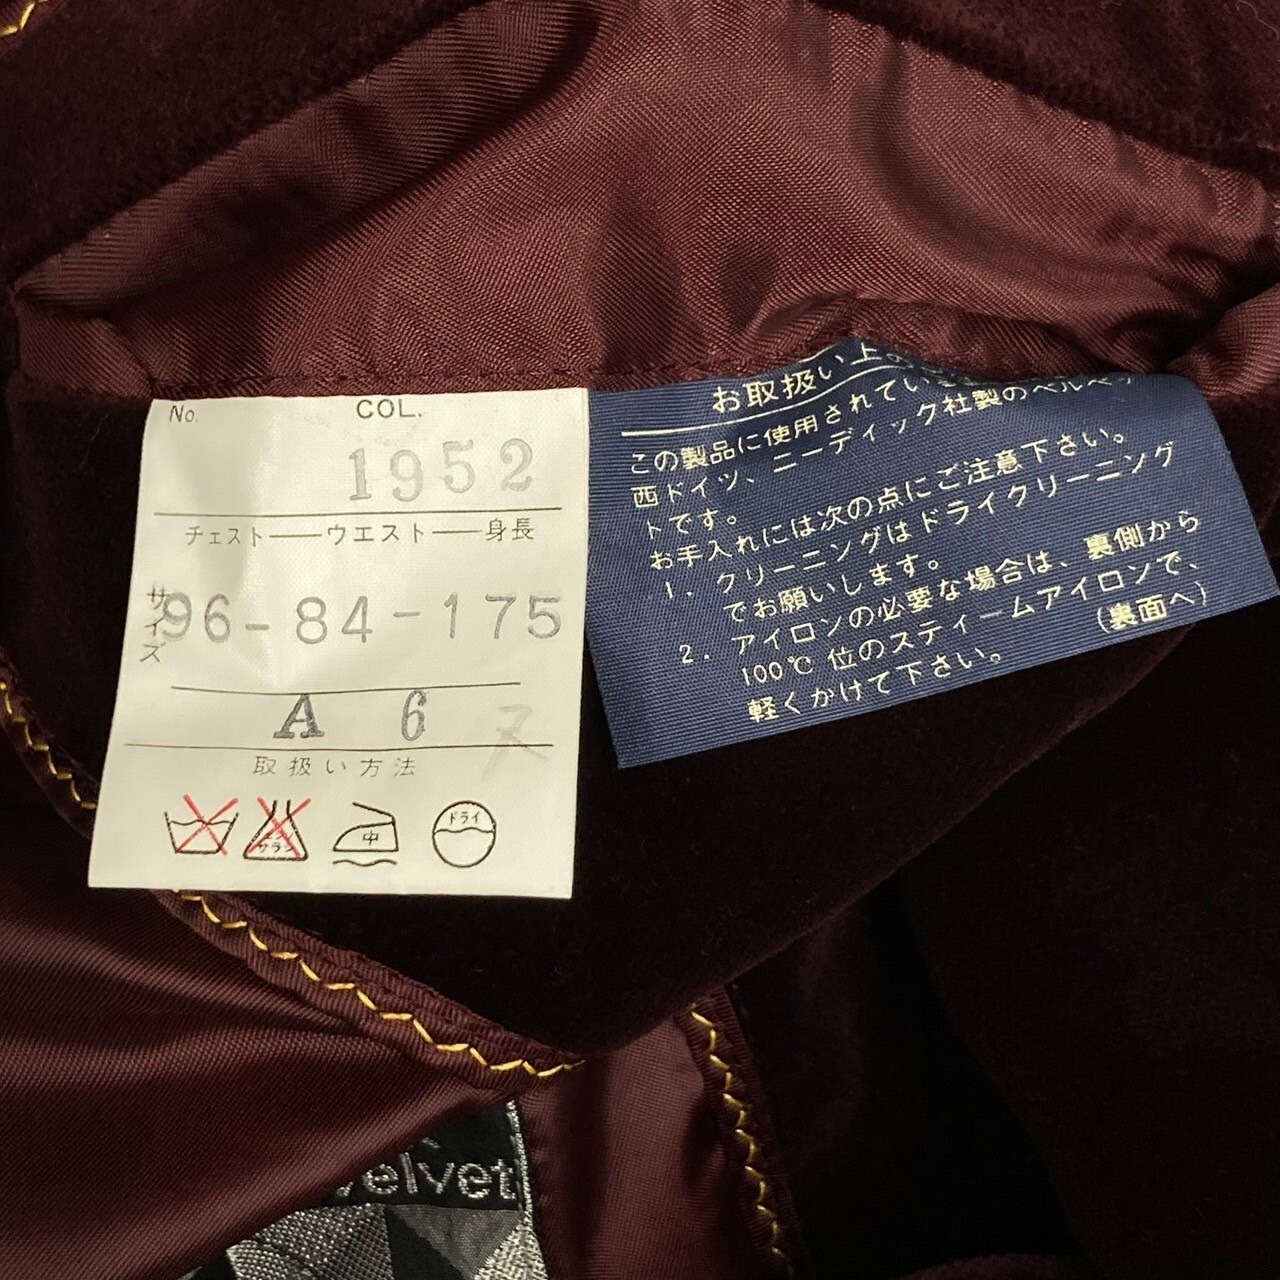 No. COL.
1952
チェスト―ウエスト―身長
サイズ
96-84-175
A 6
取扱い方法
エンソ
サラシ
中
ドライ
お取扱い上の
この製品に使用されてい
西ドイツ、ニーディック社製のベルベッ
トです。
お手入れには次の点にご注意下さい。
1. クリーニングはドライクリーニング
でお願いします。
2. アイロンの必要な場合は、裏側から
100℃位のスティームアイロンで、
軽くかけて下さい。
(裏面へ)
velvet